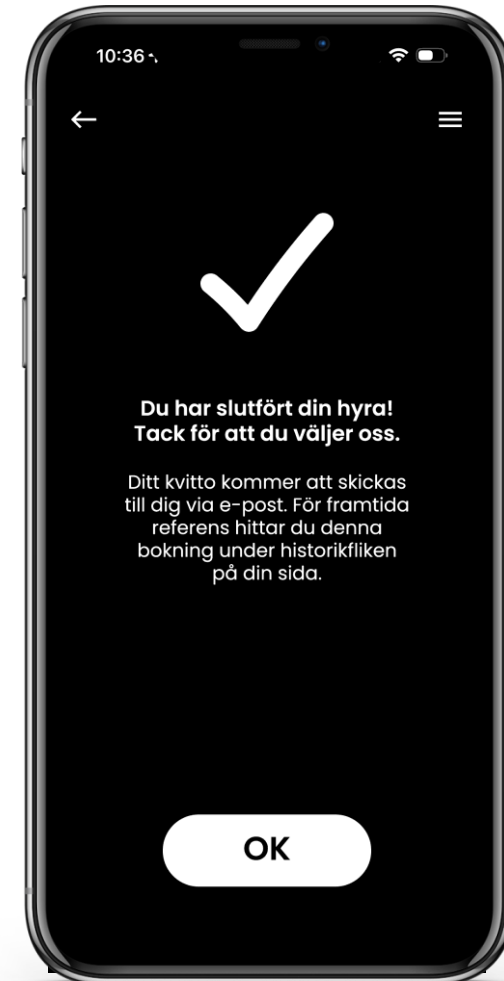 10:36
Du har slutfört din hyra!
Tack för att du väljer oss.
Ditt kvitto kommer att skickas
till dig via e-post. För framtida
referens hittar du denna
bokning under historikfliken
på din sida.
OK